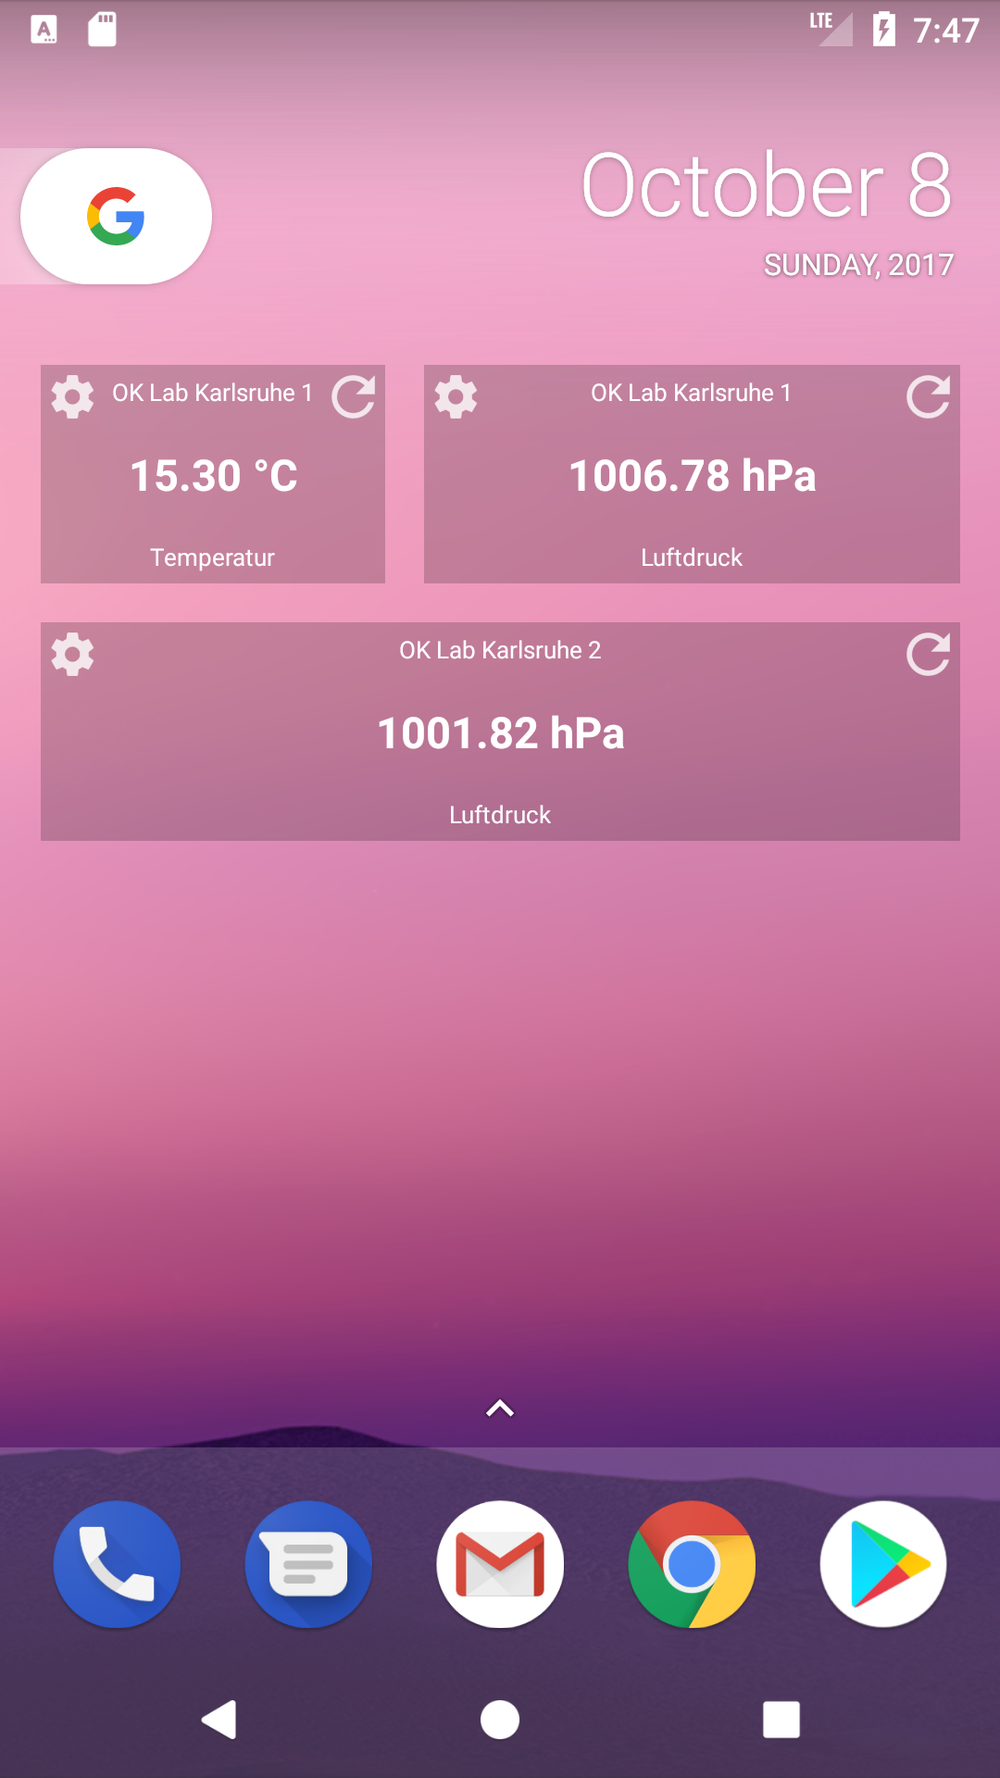 LTE 7:47
October 8
SUNDAY, 2017
OK Lab Karlsruhe 1
15.30 °C
Temperatur
OK Lab Karlsruhe 1
1006.78 hPa
Luftdruck
OK Lab Karlsruhe 2
1001.82 hPa
Luftdruck